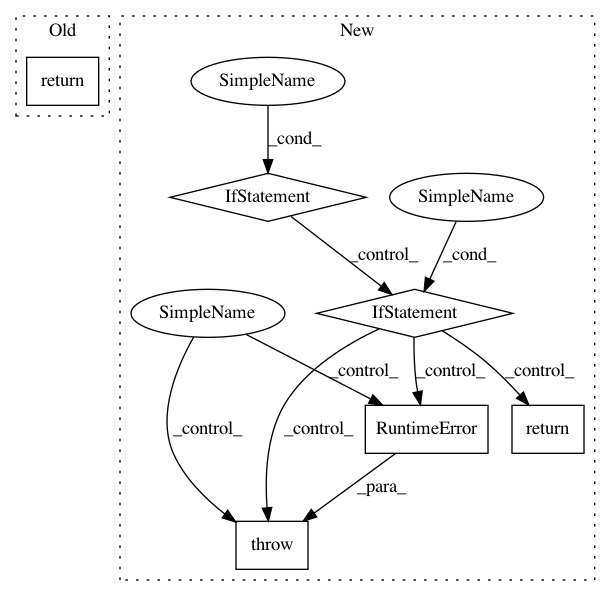 Old
New
return
SimpleName
_cond_
IfStatement
SimpleName
_control_
_cond_
SimpleName
IfStatement
_control_
_control_
_control_
_control_
_control_
RuntimeError
return
_para_
throw